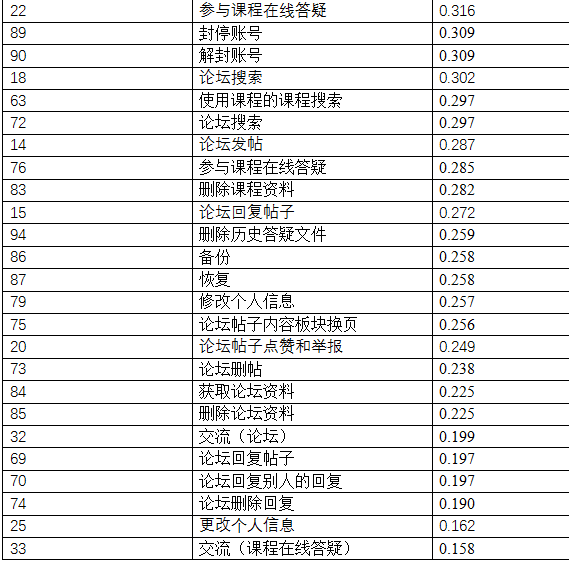 22 参与课程在线答疑 0.316
89 封停账号 0.309
90 解封账号 0.309
18 论坛搜索 0.302
63 使用课程的课程搜索 0.297
72 论坛搜索 0.297
14 论坛发帖 0.287
76 参与课程在线答疑 0.285
83 删除课程资料 0.282
15 论坛回复帖子 0.272
94 删除历史答疑文件 0.259
86 备份 0.258
87 恢复 0.258
79 修改个人信息 0.257
75 论坛帖子内容板块换页 0.256
20 论坛帖子点赞和举报 0.249
73 论坛删帖 0.238
84 获取论坛资料 0.225
85 删除论坛资料 0.225
32 交流（论坛） 0.199
69 论坛回复帖子 0.197
70 论坛回复别人的回复 0.197
74 论坛删除回复 0.190
25 更改个人信息 0.162
33 交流（课程在线答疑） 0.158